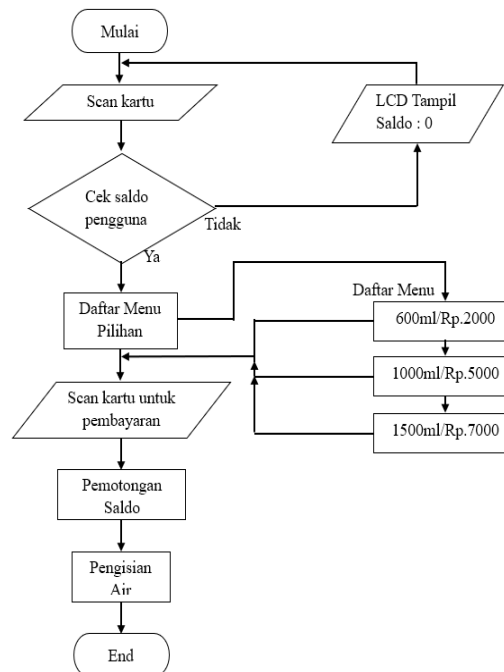 Mulai
Scan kartu
LCD Tampil
Saldo : 0
Cek saldo
pengguna
Tidak
Ya
Daftar Menu
Pilihan
Daftar Menu
600ml/Rp.2000
1000ml/Rp.5000
1500ml/Rp.7000
Scan kartu untuk
pembayaran
Pemotongan
Saldo
Pengisian
Air
End